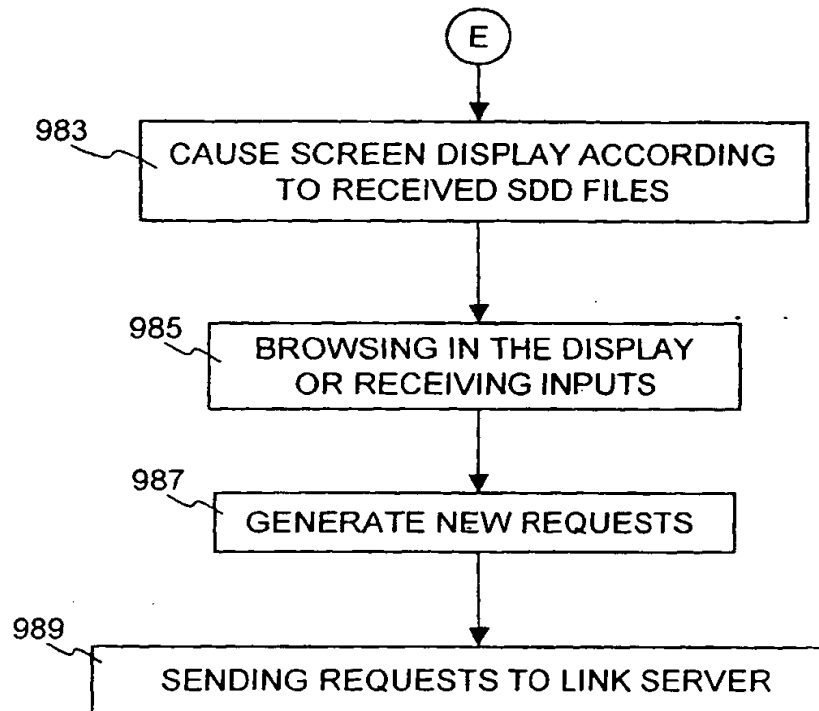 E
983
CAUSE SCREEN DISPLAY ACCORDING
TO RECEIVED SDD FILES
985
BROWSING IN THE DISPLAY
OR RECEIVING INPUTS
987
GENERATE NEW REQUESTS
989
SENDING REQUESTS TO LINK SERVER